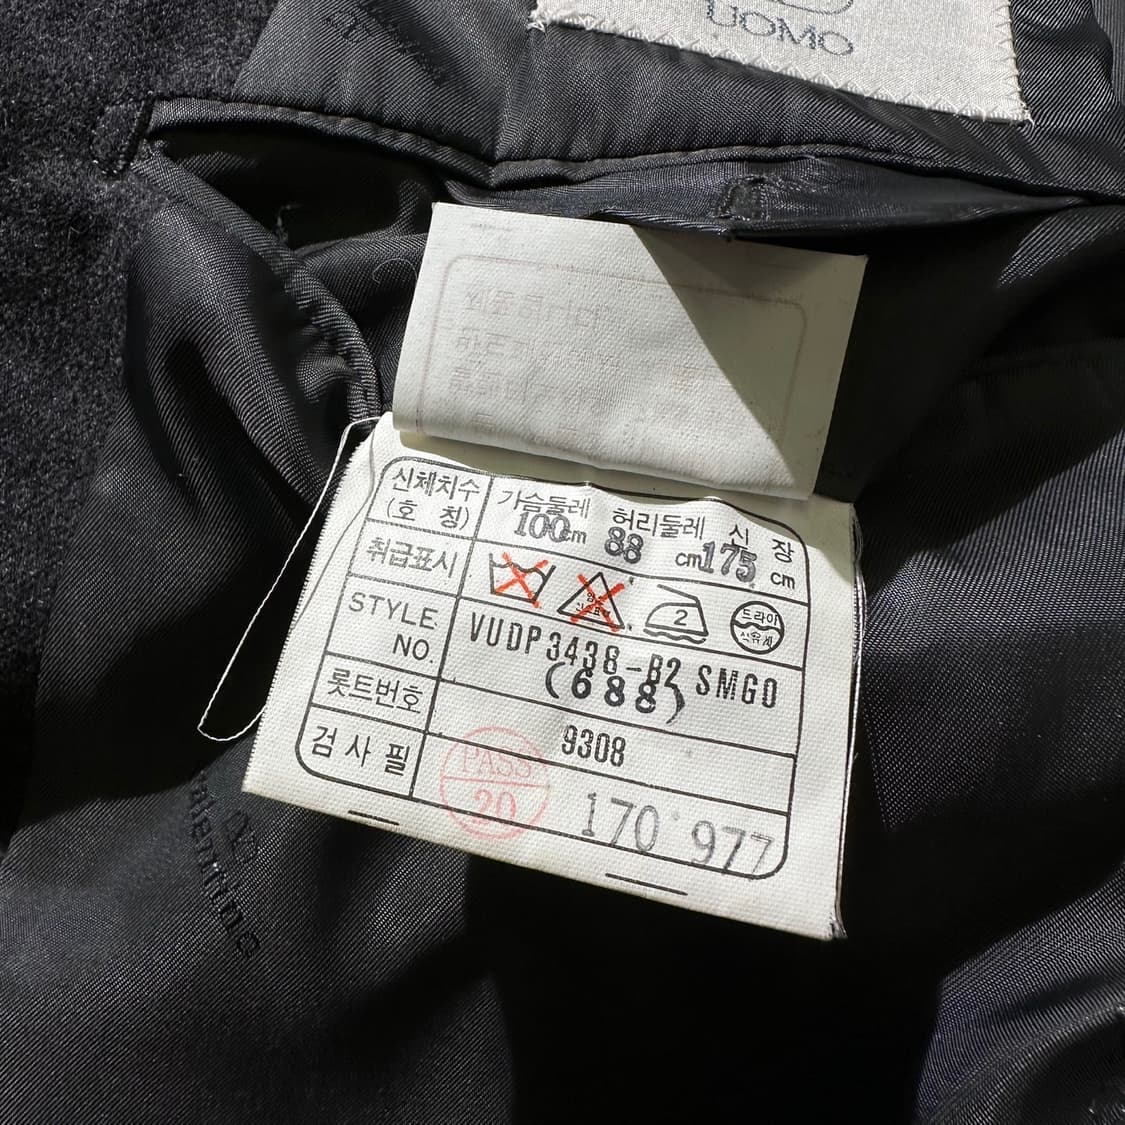 UOMO
신체치수 가슴둘레 허리둘레 신장
(호칭) 100cm 88 cm 175 cm
취급표시 2 드라이
석유계
STYLE. VUDP3438-B2 SMGO
NO. (688)
롯트번호 9308
검사필 PASS
20
170 977
valentino